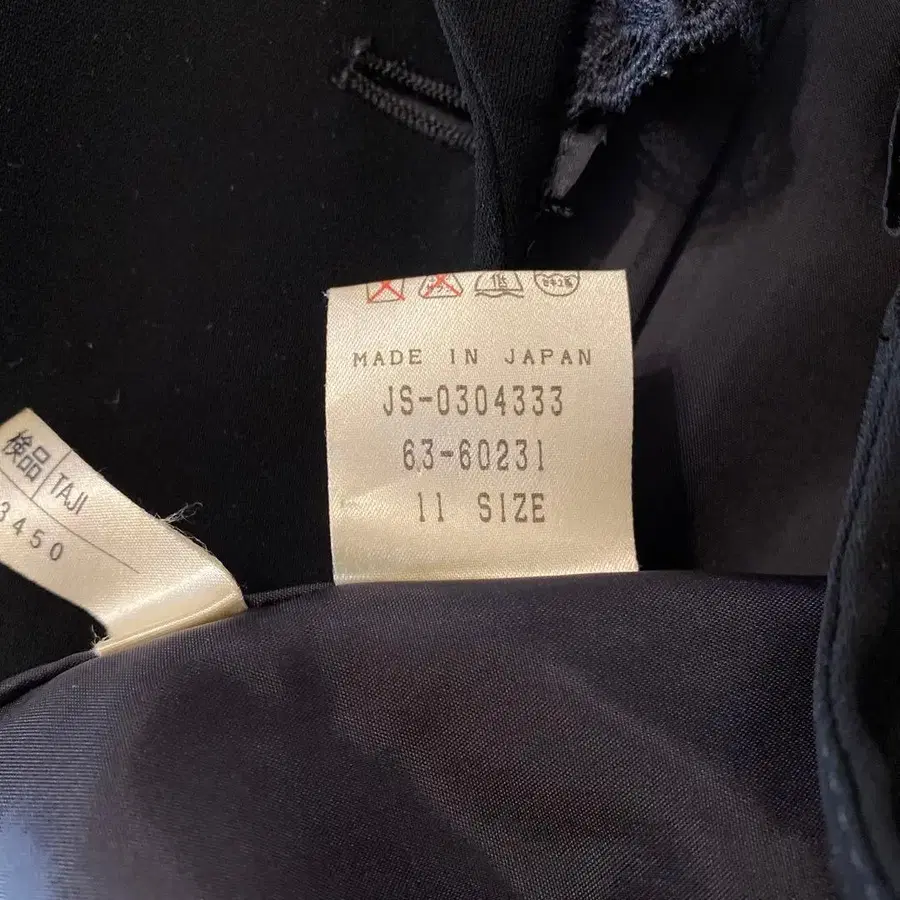 MADE IN JAPAN
JS-0304333
63-60231
11 SIZE
検品 TAJI
3450